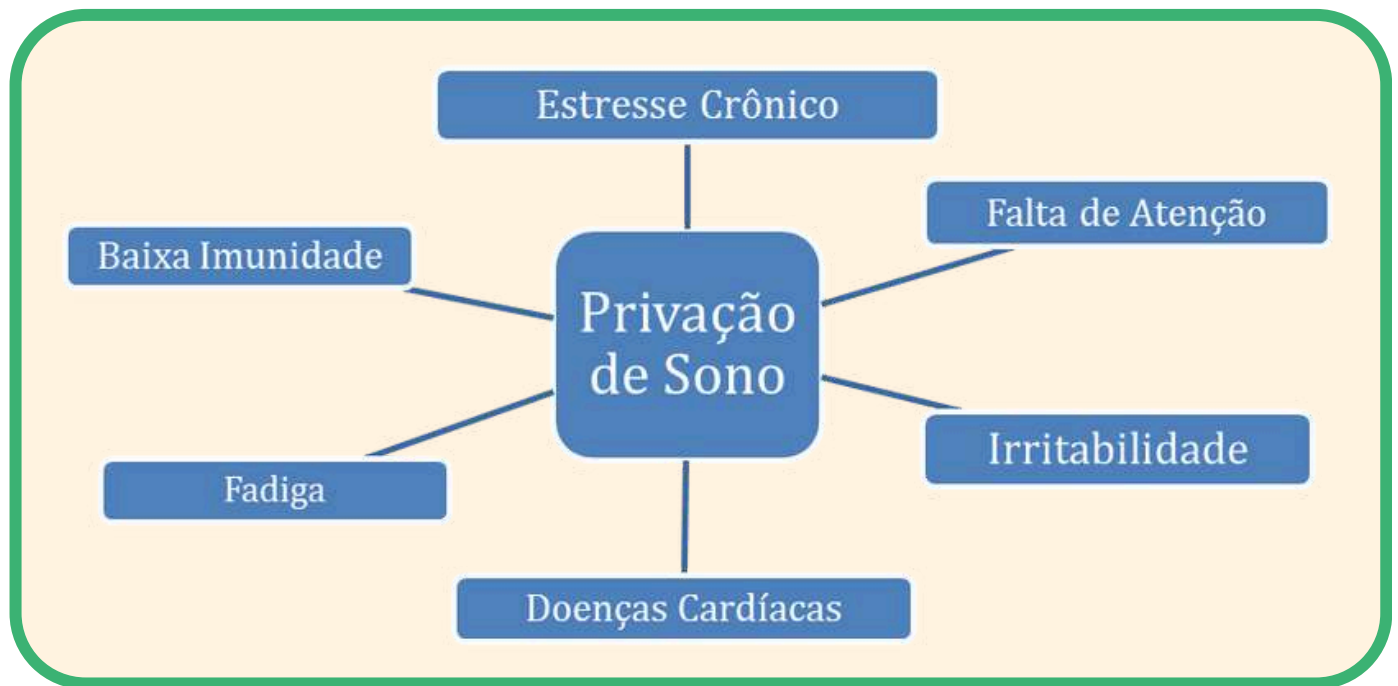 Estresse Crônico
Falta de Atenção
Baixa Imunidade
Privação
de Sono
Irritabilidade
Fadiga
Doenças Cardíacas